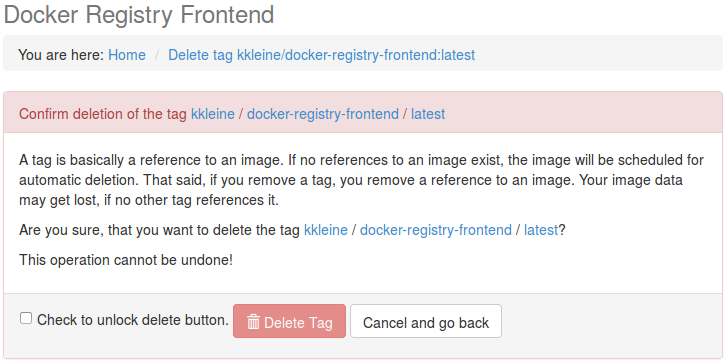 Docker Registry Frontend
You are here: Home / Delete tag kkleine/docker-registry-frontend:latest
Confirm deletion of the tag kkleine / docker-registry-frontend / latest
A tag is basically a reference to an image. If no references to an image exist, the image will be scheduled for
automatic deletion. That said, if you remove a tag, you remove a reference to an image. Your image data
may get lost, if no other tag references it.
Are you sure, that you want to delete the tag kkleine / docker-registry-frontend / latest?
This operation cannot be undone!
Check to unlock delete button. Delete Tag Cancel and go back